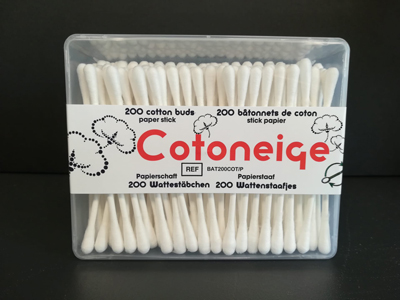 200 cotton buds 200 bâtonnets de coton
paper stick stick papier
Cotoneige
Papierschaft REF BAT200COT/P Papierstaaf
200 Wattestäbchen 200 Wattenstaafjes